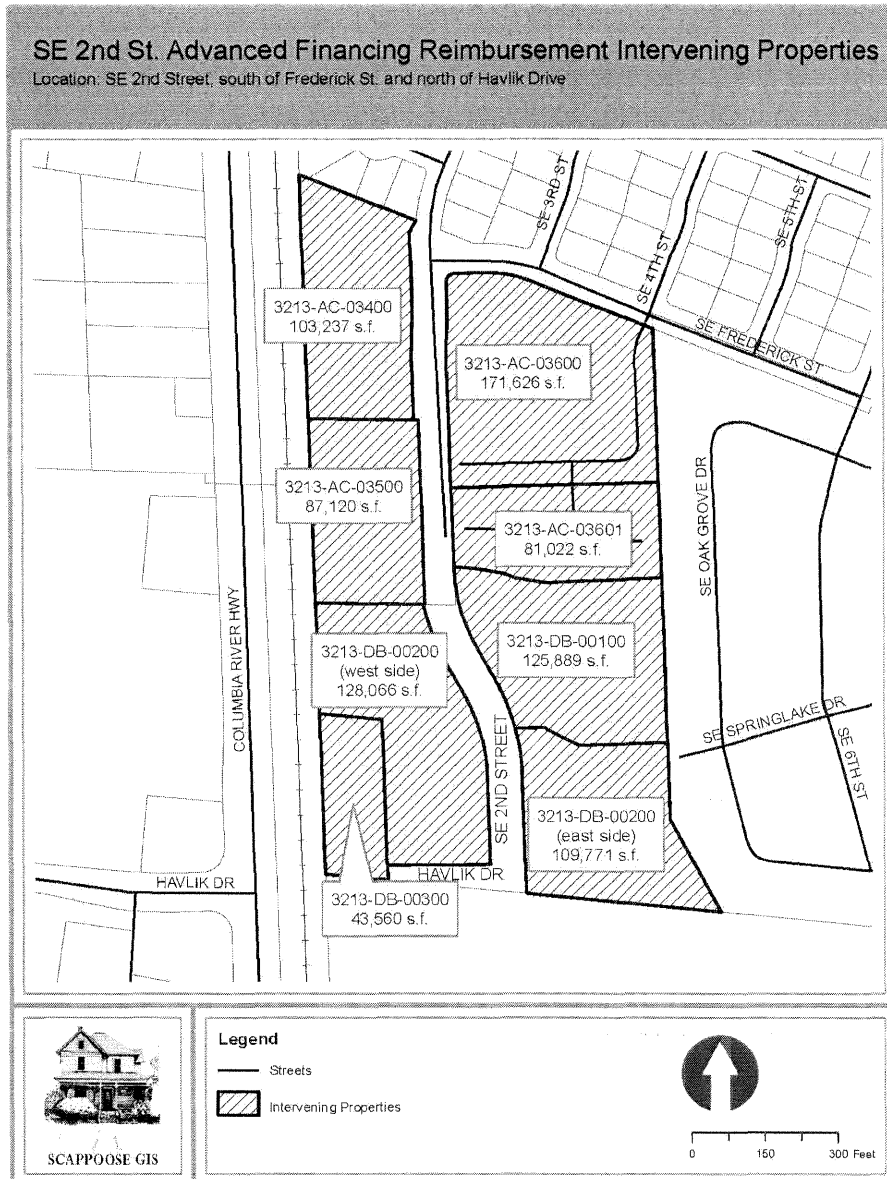 SE 2nd St. Advanced Financing Reimbursement Intervening Properties
Location: SE 2nd Street, south of Frederick St. and north of Havlik Drive
SE 3RD ST
SE 4TH ST
SE 5TH ST
SE FREDERICK ST
3213-AC-03400
103,237 s.f.
3213-AC-03600
171,626 s.f.
3213-AC-03500
87,120 s.f.
3213-AC-03601
81,022 s.f.
SE OAK GROVE DR
COLUMBIA RIVER HWY
3213-DB-00200
(west side)
128,066 s.f.
3213-DB-00100
125,889 s.f.
SE SPRINGLAKE DR
SE 6TH ST
SE 2ND STREET
3213-DB-00200
(east side)
109,771 s.f.
HAVLIK DR
HAVLIK DR
3213-DB-00300
43,560 s.f.
Legend
Streets
Intervening Properties
SCAPPOOSE GIS
0 150 300 Feet